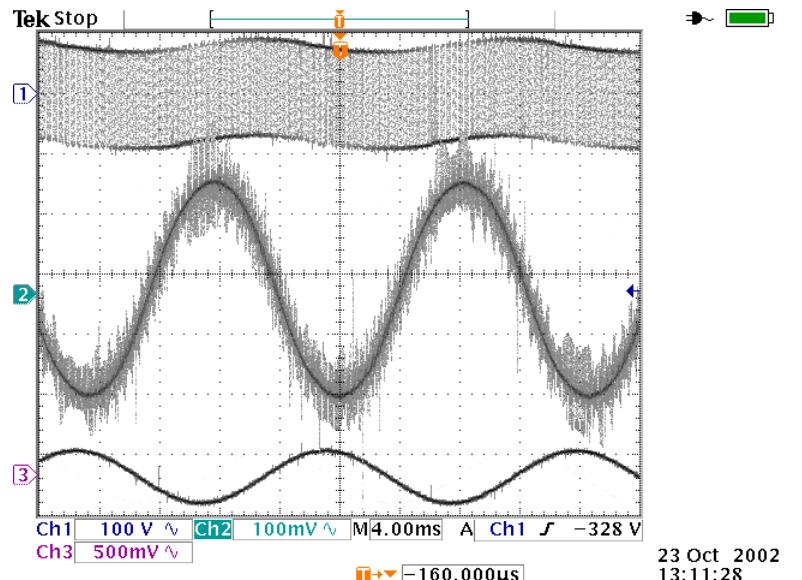 Tek Stop
T
T
1
2
3
Ch1 100 V ∿ Ch2 100mV ∿ M 4.00ms A Ch1 ƒ −328 V
Ch3 500mV ∿
T→▼ −160.000µs
23 Oct 2002
13:11:28